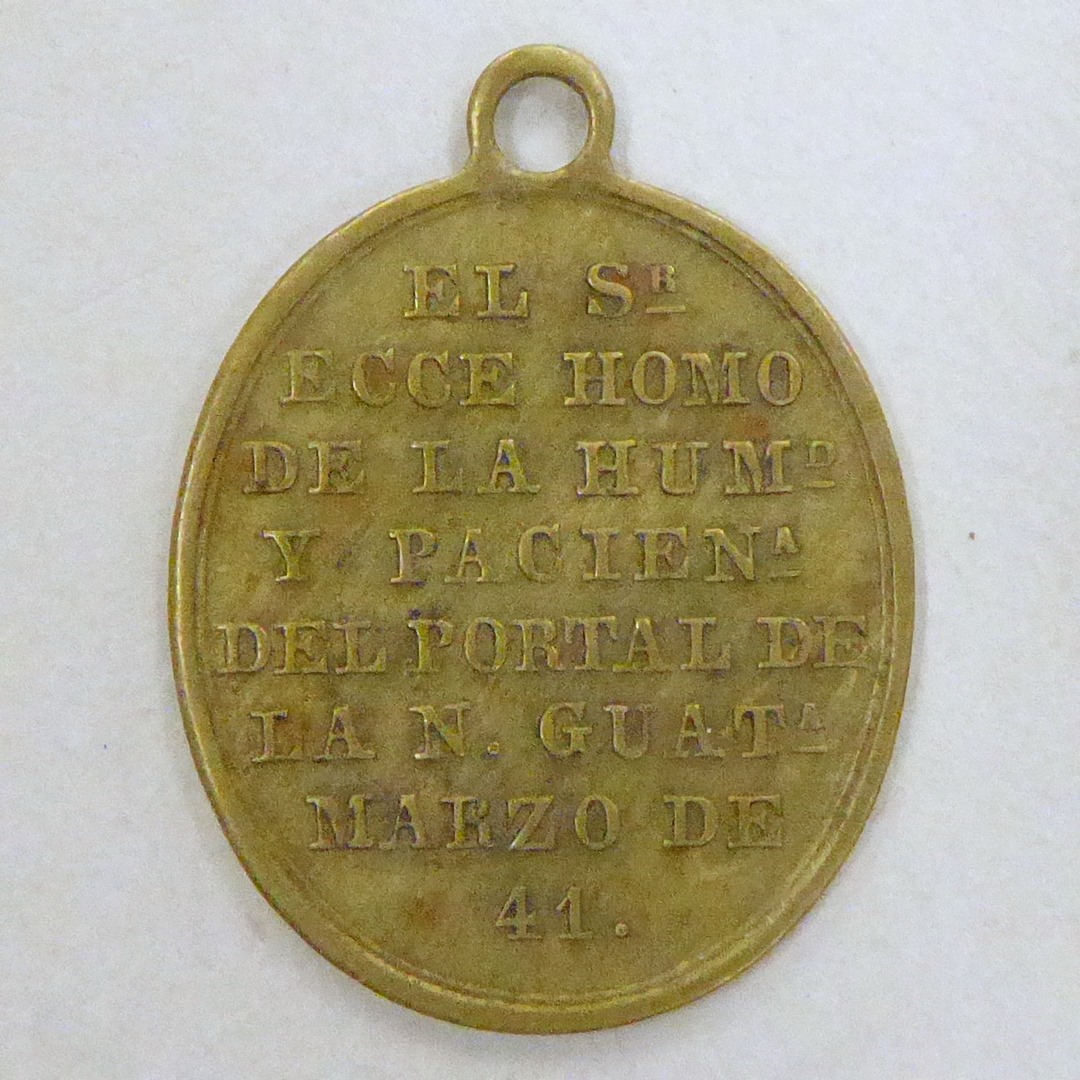 EL Sᴿ
ECCE HOMO
DE LA HUMᴰ
Y PACIENᴬ
DEL PORTAL DE
LA N. GUATᴬ
MARZO DE
41.